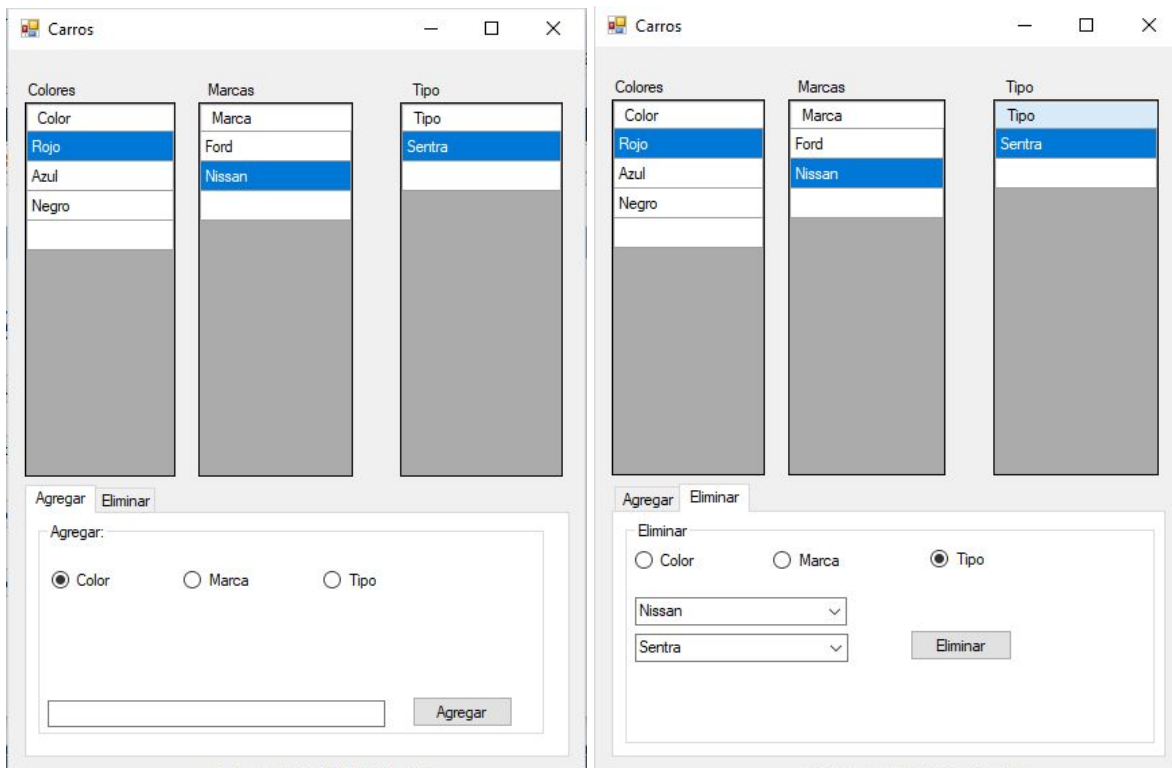 Carros
Colores Marcas Tipo
Color Marca Tipo
Rojo Ford Sentra
Azul Nissan
Negro
Agregar Eliminar
Agregar:
Color Marca Tipo
Agregar
Carros
Colores Marcas Tipo
Color Marca Tipo
Rojo Ford Sentra
Azul Nissan
Negro
Agregar Eliminar
Eliminar
Color Marca Tipo
Nissan
Sentra Eliminar